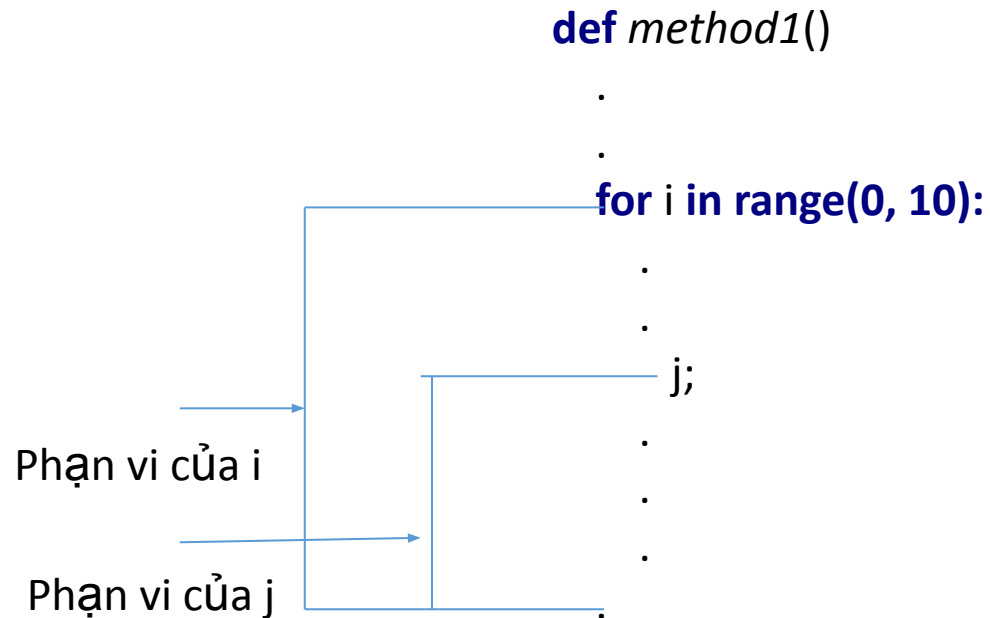 def method1()
.
.
for i in range(0, 10):
.
.
j;
.
Phạn vi của i
.
.
Phạn vi của j
.